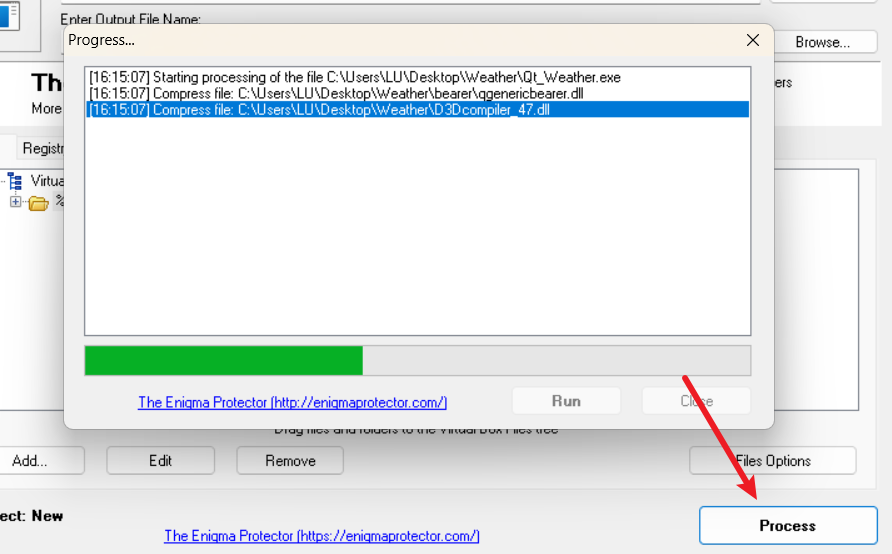 Enter Output File Name:
Progress...
Browse...
[16:15:07] Starting processing of the file C:\Users\LU\Desktop\Weather\Qt_Weather.exe
[16:15:07] Compress file: C:\Users\LU\Desktop\Weather\bearer\qgenericbearer.dll
[16:15:07] Compress file: C:\Users\LU\Desktop\Weather\D3Dcompiler_47.dll
Th
ers
More
Registr
Virtua
%
The Enigma Protector (http://enigmaprotector.com/)
Run
Close
Drag files and folders to the Virtual Box Files tree
Add...
Edit
Remove
Files Options
ect: New
The Enigma Protector (https://enigmaprotector.com/)
Process